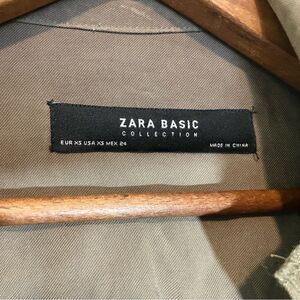 ZARA BASIC
COLLECTION
EUR XS USA XS MEX 24
MADE IN CHINA